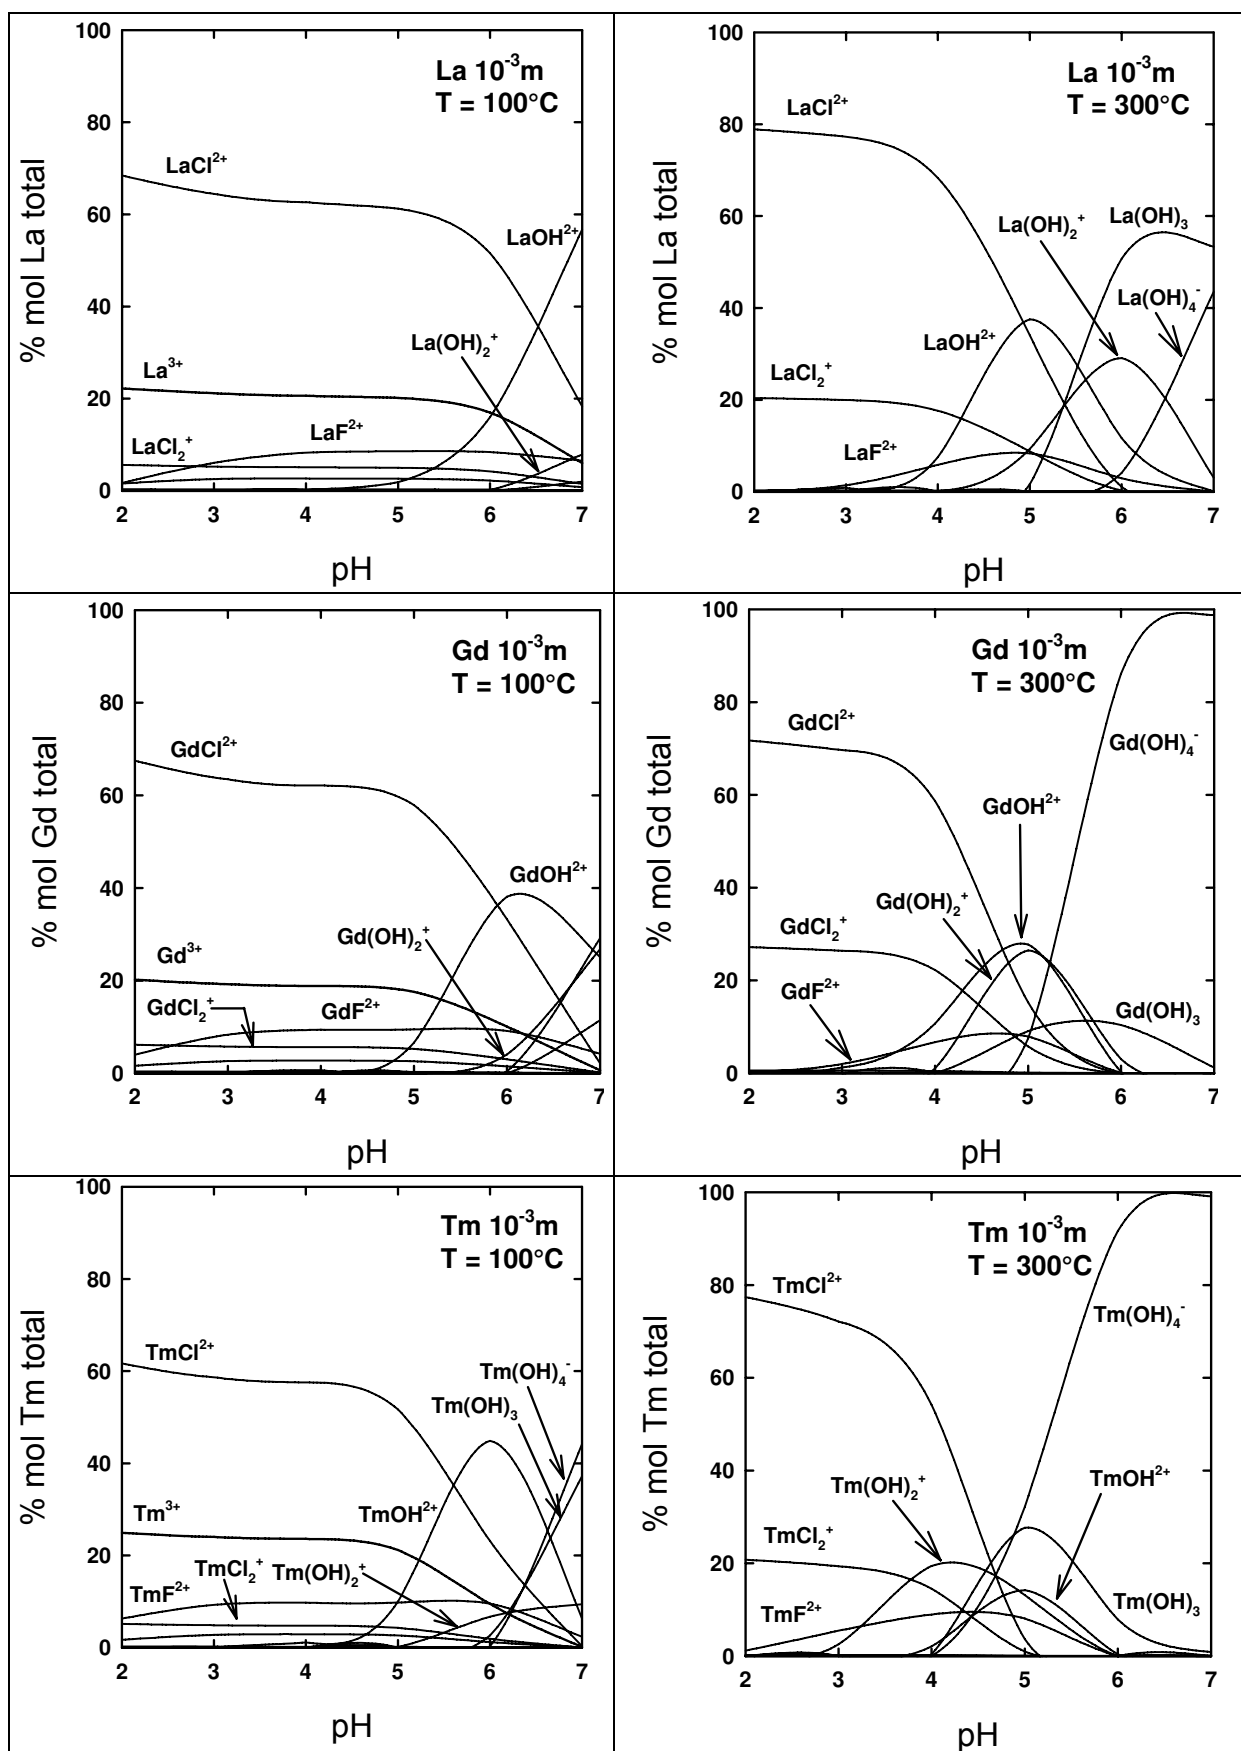 100
80
60
40
20
0
% mol La total
La 10⁻³m
T = 100°C
LaCl²⁺
LaOH²⁺
La(OH)₂⁺
La³⁺
LaF²⁺
LaCl₂⁺
2 3 4 5 6 7
pH
100
80
60
40
20
0
% mol La total
La 10⁻³m
T = 300°C
LaCl²⁺
La(OH)₂⁺
La(OH)₃
La(OH)₄⁻
LaOH²⁺
LaCl₂⁺
LaF²⁺
2 3 4 5 6 7
pH
100
80
60
40
20
0
% mol Gd total
Gd 10⁻³m
T = 100°C
GdCl²⁺
GdOH²⁺
Gd(OH)₂⁺
Gd³⁺
GdCl₂⁺
GdF²⁺
2 3 4 5 6 7
pH
100
80
60
40
20
0
% mol Gd total
Gd 10⁻³m
T = 300°C
GdCl²⁺
Gd(OH)₄⁻
GdOH²⁺
Gd(OH)₂⁺
GdCl₂⁺
GdF²⁺
Gd(OH)₃
2 3 4 5 6 7
pH
100
80
60
40
20
0
% mol Tm total
Tm 10⁻³m
T = 100°C
TmCl²⁺
Tm(OH)₄⁻
Tm(OH)₃
Tm³⁺
TmOH²⁺
TmCl₂⁺
Tm(OH)₂⁺
TmF²⁺
2 3 4 5 6 7
pH
100
80
60
40
20
0
% mol Tm total
Tm 10⁻³m
T = 300°C
TmCl²⁺
Tm(OH)₄⁻
Tm(OH)₂⁺
TmOH²⁺
TmCl₂⁺
TmF²⁺
Tm(OH)₃
2 3 4 5 6 7
pH